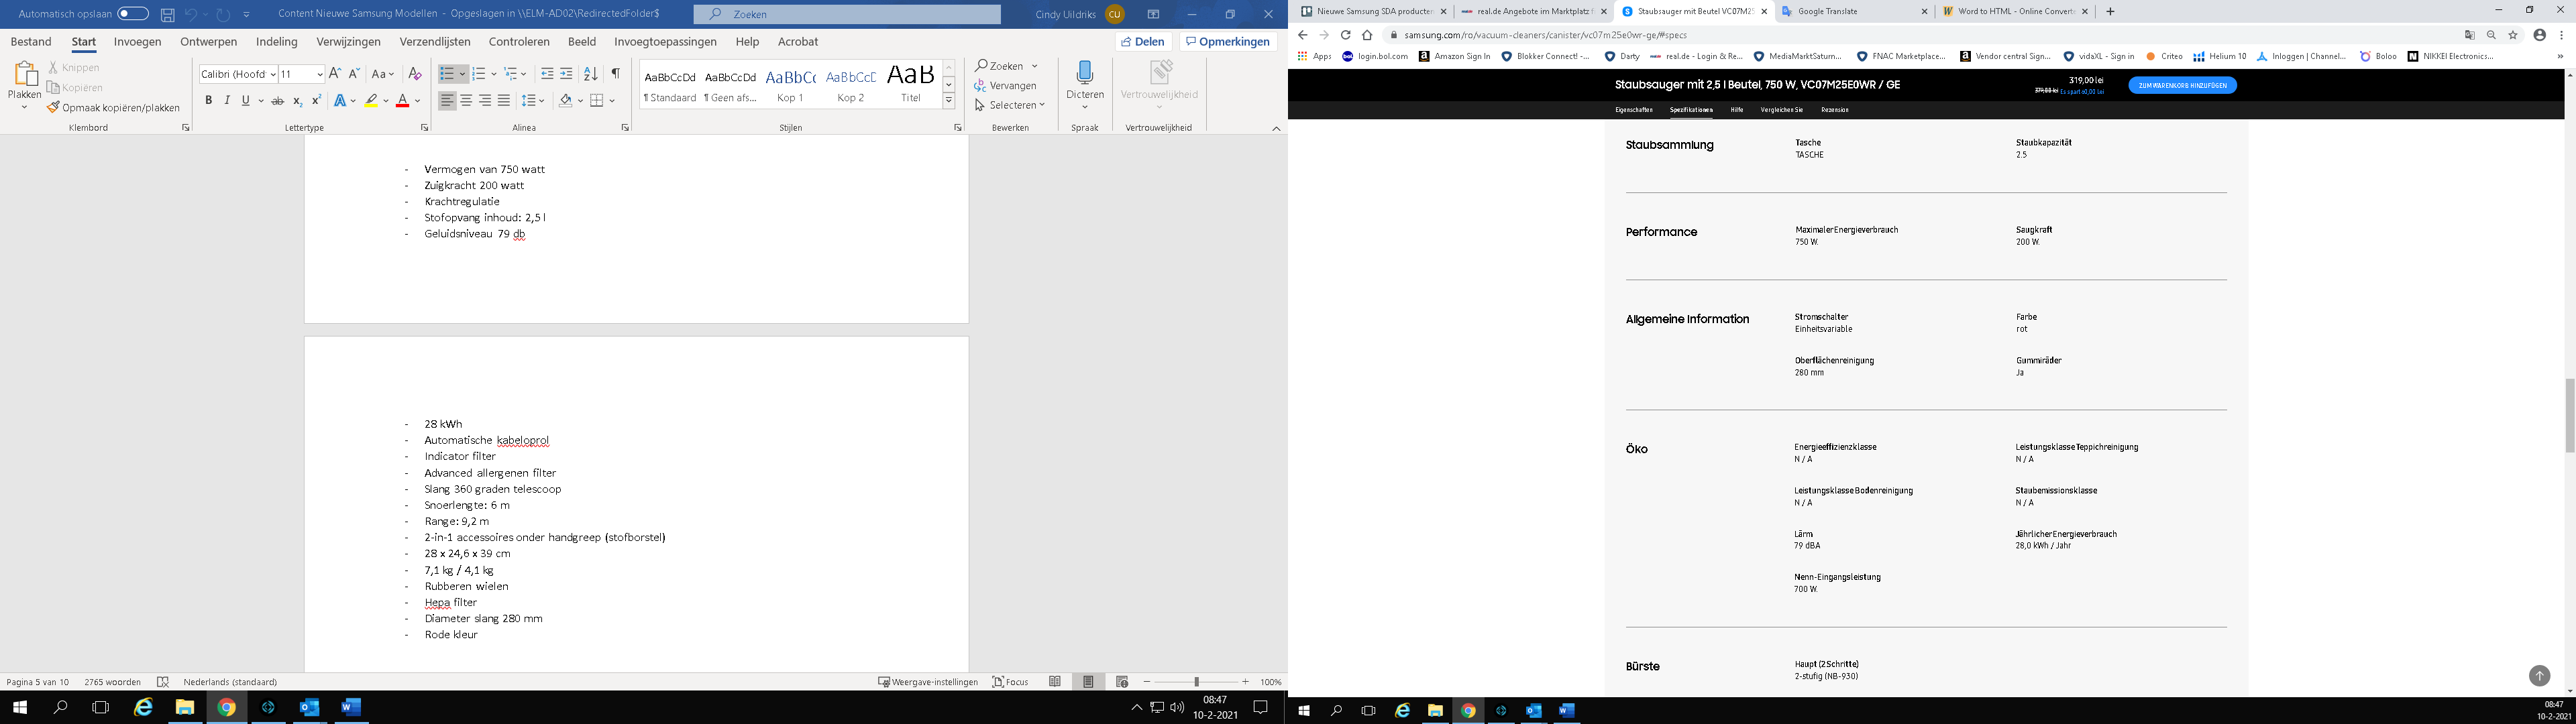 Automatisch opslaan
Content Nieuwe Samsung Modellen - Opgeslagen in \\ELM-AD02\RedirectedFolder$
Zoeken
Cindy Uildriks CU
Bestand Start Invoegen Ontwerpen Indeling Verwijzingen Verzendlijsten Controleren Beeld Invoegtoepassingen Help Acrobat
Delen Opmerkingen
Plakken
Knippen
Kopiëren
Opmaak kopiëren/plakken
Klembord
Calibri (Hoofd 11
Lettertype
Alinea
AaBbCcDd AaBbCcDd AaBbCc AaBbCcD AaB
¶ Standaard ¶ Geen afs... Kop 1 Kop 2 Titel
Stijlen
Zoeken
Vervangen
Selecteren
Bewerken
Dicteren
Spraak
Vertrouwelijkheid
Vertrouwelijkheid
- Vermogen van 750 watt
- Zuigkracht 200 watt
- Krachtregulatie
- Stofopvang inhoud: 2,5 l
- Geluidsniveau 79 db
- 28 kWh
- Automatische kabeloprol
- Indicator filter
- Advanced allergenen filter
- Slang 360 graden telescoop
- Snoerlengte: 6 m
- Range: 9,2 m
- 2-in-1 accessoires onder handgreep (stofborstel)
- 28 x 24,6 x 39 cm
- 7,1 kg / 4,1 kg
- Rubberen wielen
- Hepa filter
- Diameter slang 280 mm
- Rode kleur
Pagina 5 van 10 2765 woorden Nederlands (standaard) Weergave-instellingen Focus 100%
08:47
10-2-2021
Nieuwe Samsung SDA producten
real.de Angebote im Marktplatz
Staubsauger mit Beutel VC07M25
Google Translate
Word to HTML - Online Convert
samsung.com/ro/vacuum-cleaners/canister/vc07m25e0wr-ge/#specs
Apps login.bol.com Amazon Sign In Blokker Connect! -... Darty real.de - Login & Re... MediaMarktSaturn... FNAC Marketplace... Vendor central Sign... vidaXL - Sign in Criteo Helium 10 Inloggen | Channel... Boloo NIKKEI Electronics...
Staubsauger mit 2,5 l Beutel, 750 W, VC07M25E0WR / GE
319,00 lei
379,00 lei Es spart 60,00 lei
ZUM WARENKORB HINZUFÜGEN
Eigenschaften Spezifikationen Hilfe Vergleichen Sie Rezension
Staubsammlung
Tasche
TASCHE
Staubkapazität
2.5
Performance
Maximaler Energieverbrauch
750 W.
Saugkraft
200 W.
Allgemeine Information
Stromschalter
Einheitsvariable
Farbe
rot
Oberflächenreinigung
280 mm
Gummiräder
Ja
Öko
Energieeffizienzklasse
N / A
Leistungsklasse Teppichreinigung
N / A
Leistungsklasse Bodenreinigung
N / A
Staubemissionsklasse
N / A
Lärm
79 dBA
Jährlicher Energieverbrauch
28,0 kWh / Jahr
Nenn-Eingangsleistung
700 W.
Bürste
Haupt (2 Schritte)
2-stufig (NB-930)
08:47
10-2-2021